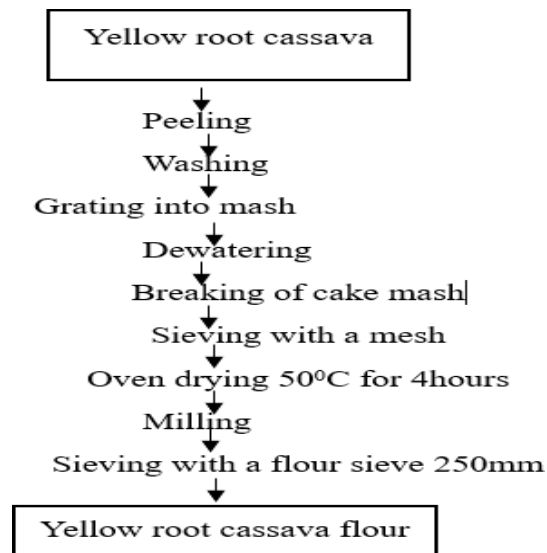 Yellow root cassava
Peeling
Washing
Grating into mash
Dewatering
Breaking of cake mash
Sieving with a mesh
Oven drying 50⁰C for 4hours
Milling
Sieving with a flour sieve 250mm
Yellow root cassava flour